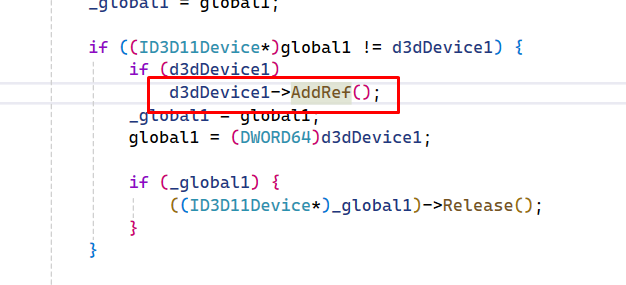 _global1 = global1;
if ((ID3D11Device*)global1 != d3dDevice1) {
if (d3dDevice1)
d3dDevice1->AddRef();
_global1 = global1;
global1 = (DWORD64)d3dDevice1;
if (_global1) {
((ID3D11Device*)_global1)->Release();
}
}